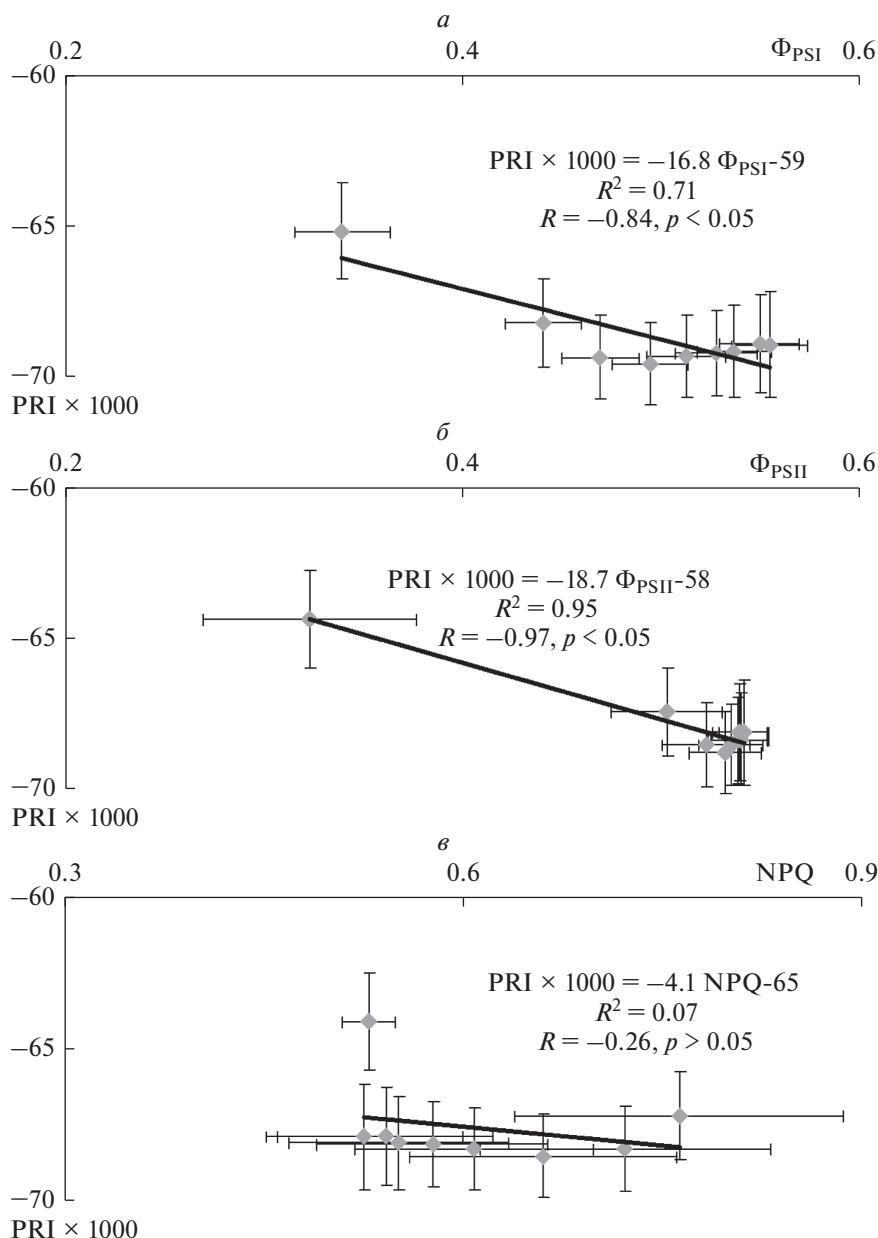 а
0.2 0.4 Φ_PSI 0.6
−60
PRI × 1000 = −16.8 Φ_PSI-59
R² = 0.71
−65
R = −0.84, p < 0.05
−70
PRI × 1000
б
0.2 0.4 Φ_PSII 0.6
−60
PRI × 1000 = −18.7 Φ_PSII-58
R² = 0.95
−65
R = −0.97, p < 0.05
−70
PRI × 1000
в
0.3 0.6 NPQ 0.9
−60
PRI × 1000 = −4.1 NPQ-65
R² = 0.07
R = −0.26, p > 0.05
−65
−70
PRI × 1000